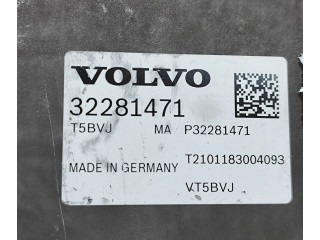 VOLVO
32281471
T5BVJ MA P32281471
MADE IN GERMANY T2101183004093
VT5BVJ